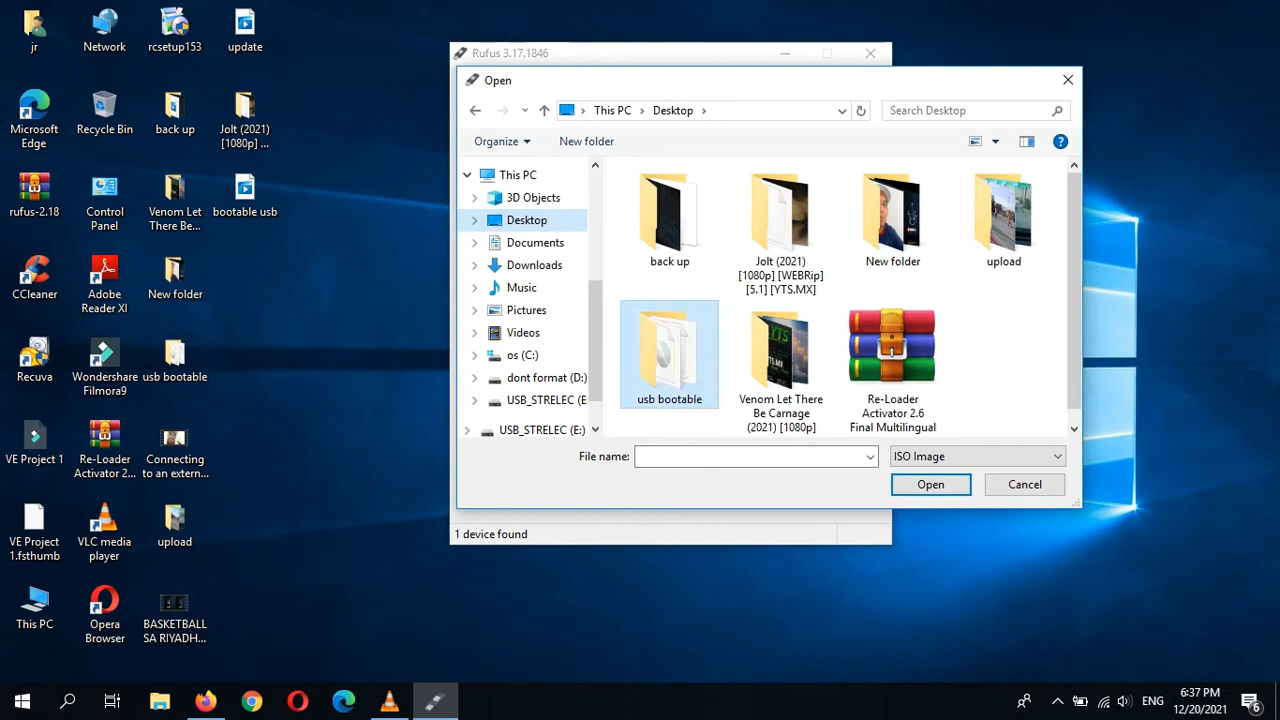 jr
Network
rcsetup153
update
Microsoft
Edge
Recycle Bin
back up
Jolt (2021)
[1080p] ...
rufus-2.18
Control
Panel
Venom Let
There Be...
bootable usb
CCleaner
Adobe
Reader XI
New folder
Recuva
Wondershare
Filmora9
usb bootable
VE Project 1
Re-Loader
Activator 2...
Connecting
to an extern...
VE Project
1.fsthumb
VLC media
player
upload
This PC
Opera
Browser
BASKETBALL
SA RIYADH...
Rufus 3.17.1846
Open
This PC
Desktop
Search Desktop
Organize
New folder
This PC
3D Objects
Desktop
Documents
Downloads
Music
Pictures
Videos
os (C:)
dont format (D:)
USB_STRELEC (E
USB_STRELEC (E:)
back up
Jolt (2021)
[1080p] [WEBRip]
[5.1] [YTS.MX]
New folder
upload
usb bootable
YTS
YTS.MX
Venom Let There
Be Carnage
(2021) [1080p]
Re-Loader
Activator 2.6
Final Multilingual
File name:
ISO Image
Open
Cancel
1 device found
ENG
6:37 PM
12/20/2021
6